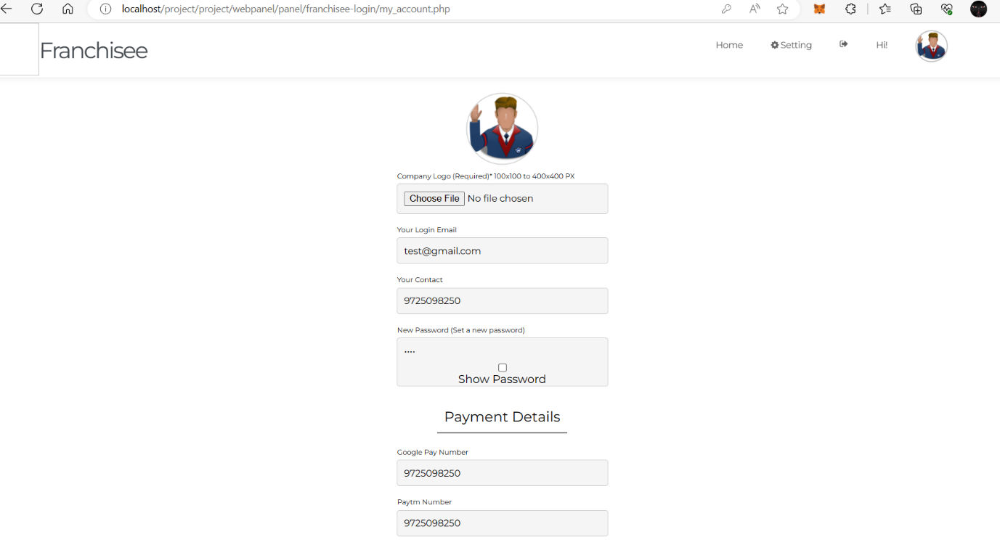 localhost/project/project/webpanel/panel/franchisee-login/my_account.php
Franchisee
Home
Setting
Hi!
Company Logo (Required)* 100x100 to 400x400 PX
Choose File No file chosen
Your Login Email
test@gmail.com
Your Contact
9725098250
New Password (Set a new password)
....
Show Password
Payment Details
Google Pay Number
9725098250
Paytm Number
9725098250